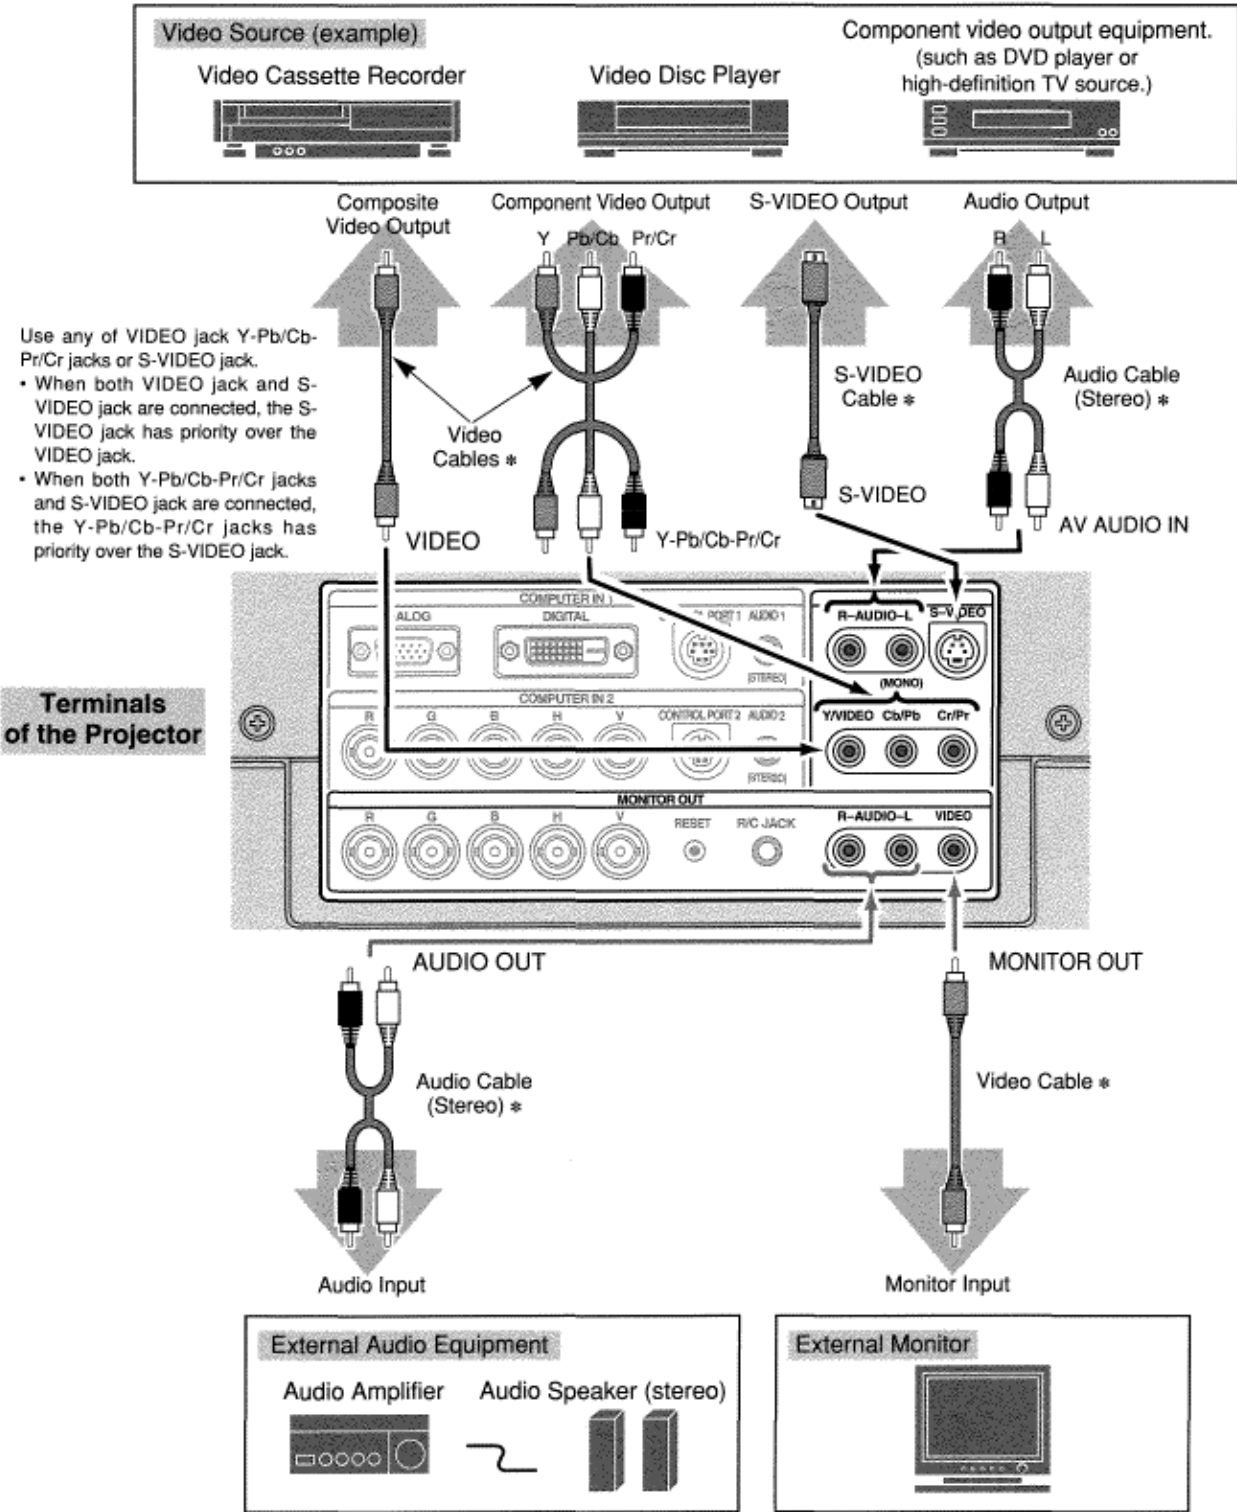 Video Source (example)
Video Cassette Recorder
Video Disc Player
Component video output equipment.
(such as DVD player or
high-definition TV source.)
Composite
Video Output
Component Video Output
S-VIDEO Output
Audio Output
Y Pb/Cb Pr/Cr
R L
Use any of VIDEO jack Y-Pb/Cb-
Pr/Cr jacks or S-VIDEO jack.
• When both VIDEO jack and S-
VIDEO jack are connected, the S-
VIDEO jack has priority over the
VIDEO jack.
• When both Y-Pb/Cb-Pr/Cr jacks
and S-VIDEO jack are connected,
the Y-Pb/Cb-Pr/Cr jacks has
priority over the S-VIDEO jack.
Video
Cables *
S-VIDEO
Cable *
Audio Cable
(Stereo) *
VIDEO
Y-Pb/Cb-Pr/Cr
S-VIDEO
AV AUDIO IN
Terminals
of the Projector
COMPUTER IN 1
ALOG
DIGITAL
PORT 1
AUDIO 1
(STEREO)
R-AUDIO-L
S-VIDEO
(MONO)
COMPUTER IN 2
R G B H V
CONTROL PORT 2
AUDIO 2
(STEREO)
Y/VIDEO Cb/Pb Cr/Pr
MONITOR OUT
R G B H V
RESET
R/C JACK
R-AUDIO-L
VIDEO
AUDIO OUT
MONITOR OUT
Audio Cable
(Stereo) *
Video Cable *
Audio Input
Monitor Input
External Audio Equipment
Audio Amplifier
Audio Speaker (stereo)
External Monitor